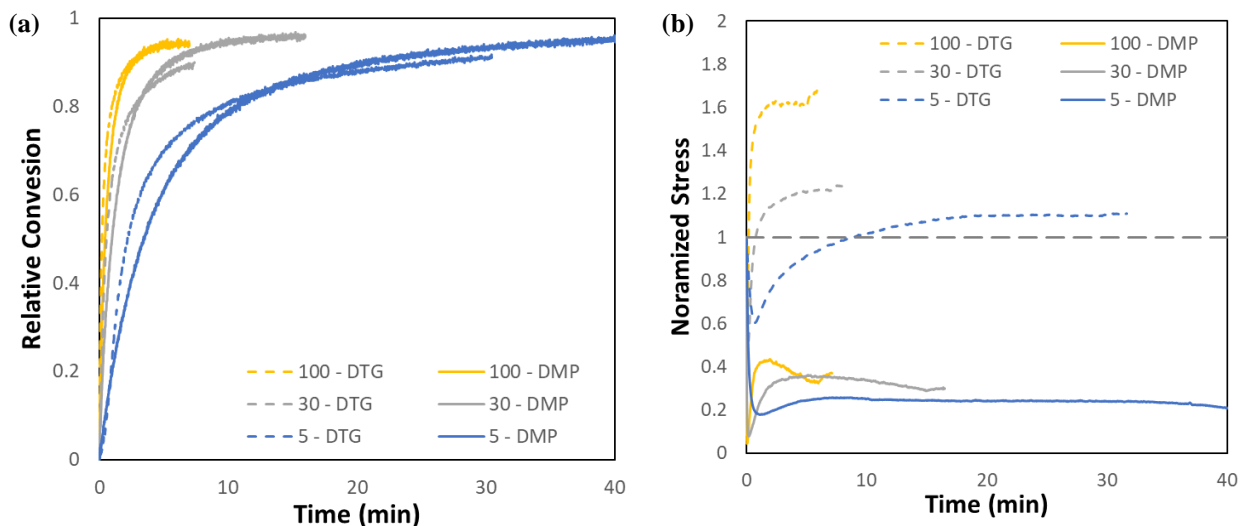 (a)
1
0.8
0.6
0.4
0.2
0
Relative Convesion
100 - DTG 100 - DMP
30 - DTG 30 - DMP
5 - DTG 5 - DMP
0 10 20 30 40
Time (min)
(b)
2
1.8
1.6
1.4
1.2
1
0.8
0.6
0.4
0.2
0
Noramized Stress
100 - DTG 100 - DMP
30 - DTG 30 - DMP
5 - DTG 5 - DMP
0 10 20 30 40
Time (min)